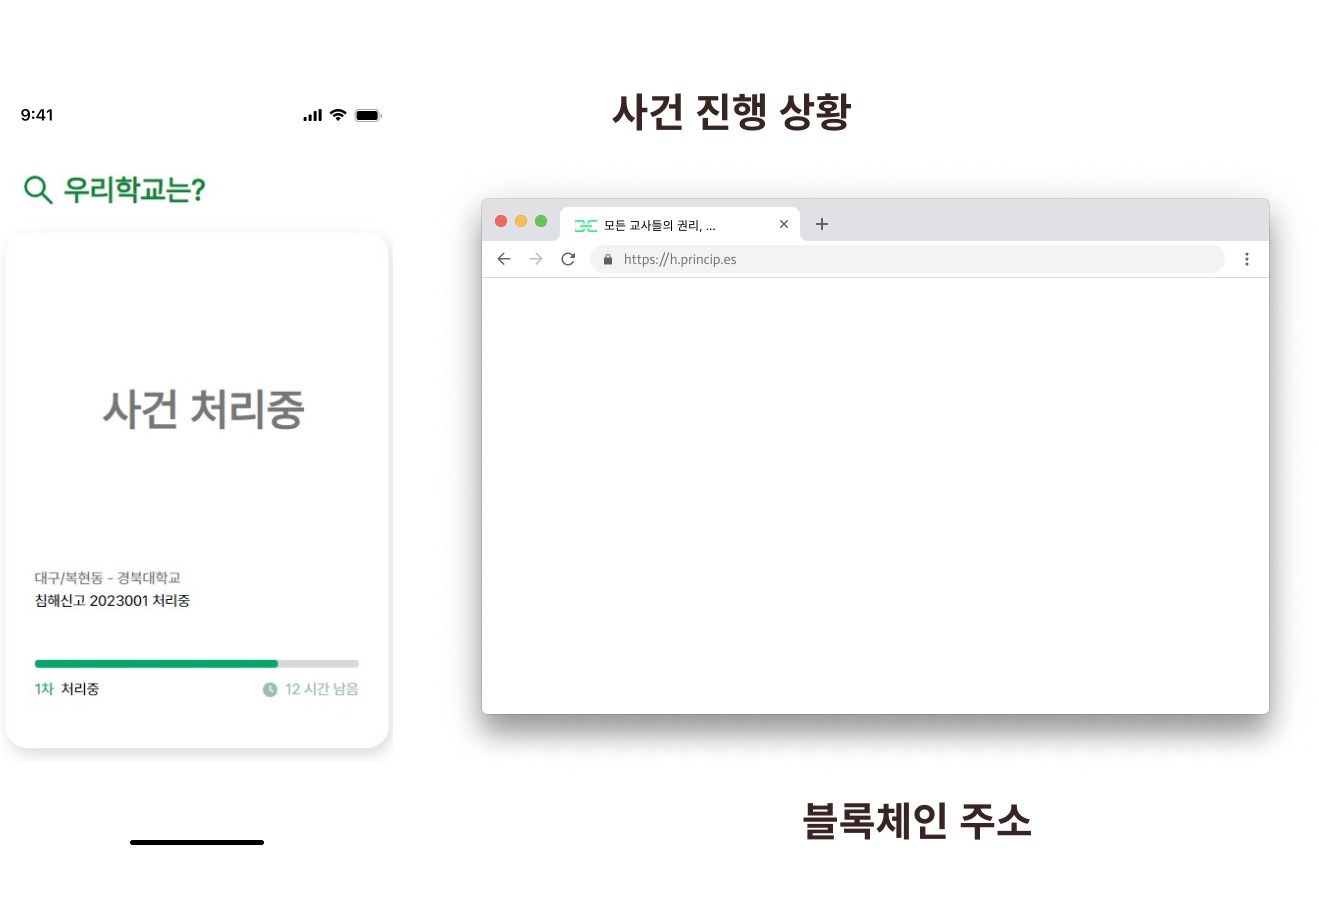 9:41
우리학교는?
사건 처리중
대구/복현동 - 경북대학교
침해신고 2023001 처리중
1차 처리중
12 시간 남음
사건 진행 상황
모든 교사들의 권리, ...
https://h.princip.es
블록체인 주소